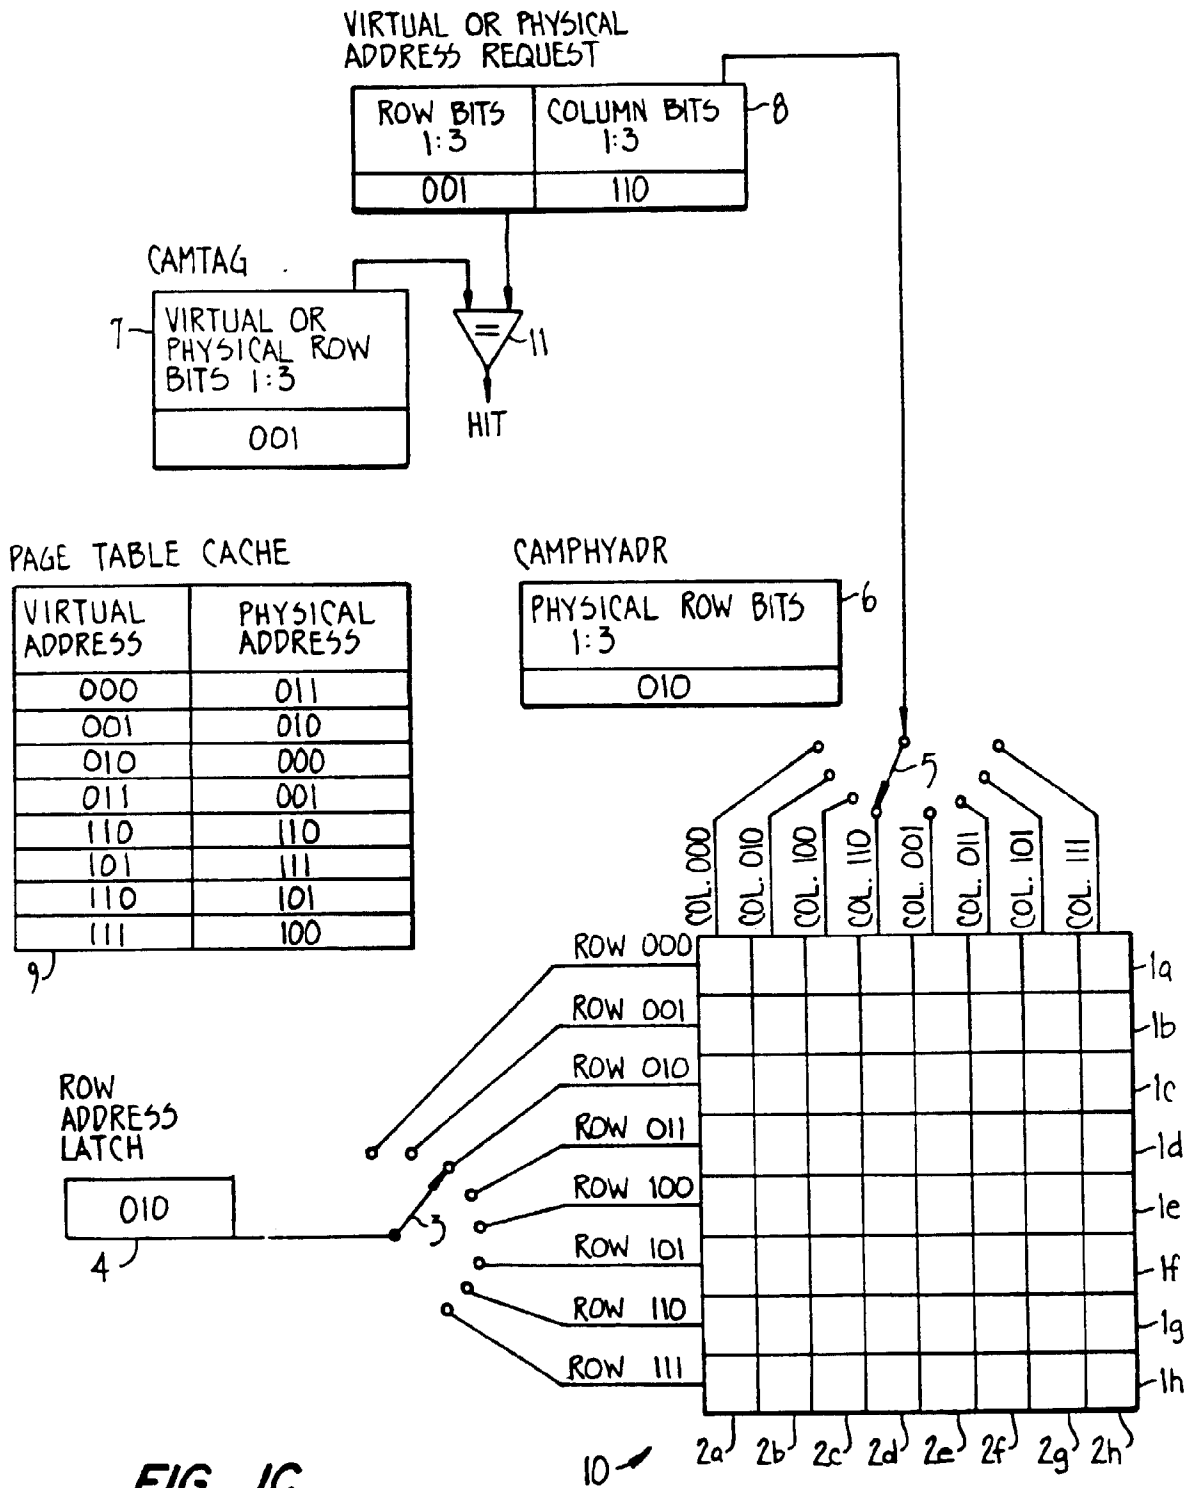 VIRTUAL OR PHYSICAL
ADDRESS REQUEST
ROW BITS
1:3
COLUMN BITS
1:3
8
001
110
CAMTAG
7
VIRTUAL OR
PHYSICAL ROW
BITS 1:3
001
=
11
HIT
PAGE TABLE CACHE
VIRTUAL
ADDRESS
PHYSICAL
ADDRESS
000 011
001 010
010 000
011 001
110 110
101 111
110 101
111 100
9
CAMPHYADR
PHYSICAL ROW BITS
1:3
6
010
5
COL. 000
COL. 010
COL. 100
COL. 110
COL. 001
COL. 011
COL. 101
COL. 111
ROW 000
ROW 001
ROW 010
ROW 011
ROW 100
ROW 101
ROW 110
ROW 111
1a
1b
1c
1d
1e
1f
1g
1h
ROW
ADDRESS
LATCH
010
4
3
2a 2b 2c 2d 2e 2f 2g 2h
10
FIG. 1C